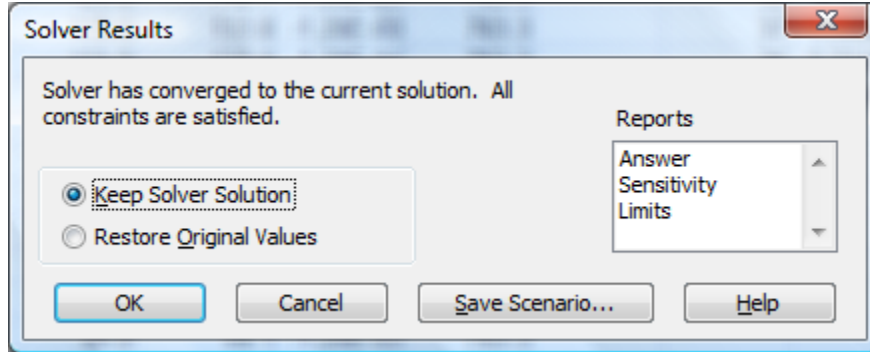 Solver Results
Solver has converged to the current solution.  All
constraints are satisfied.
Reports
Answer
Sensitivity
Limits
Keep Solver Solution
Restore Original Values
OK
Cancel
Save Scenario...
Help